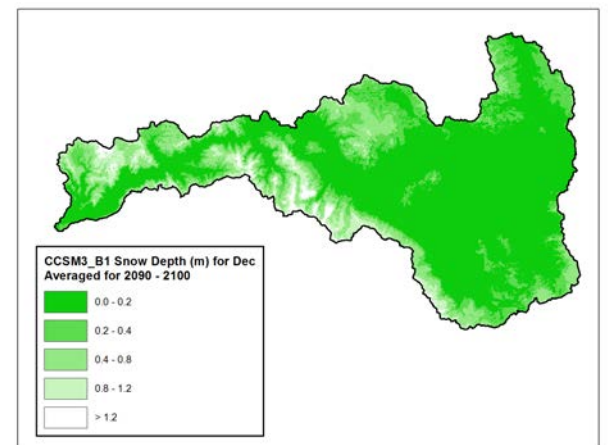 CCSM3_B1 Snow Depth (m) for Dec
Averaged for 2090 - 2100
0.0 - 0.2
0.2 - 0.4
0.4 - 0.8
0.8 - 1.2
> 1.2